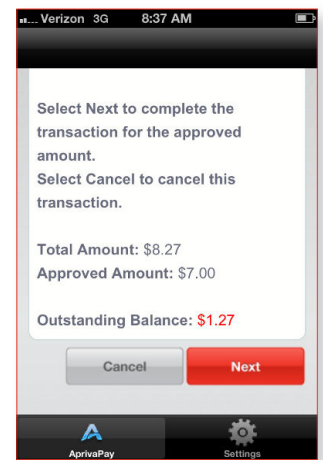 Verizon 3G 8:37 AM
Select Next to complete the
transaction for the approved
amount.
Select Cancel to cancel this
transaction.
Total Amount: $8.27
Approved Amount: $7.00
Outstanding Balance: $1.27
Cancel Next
AprivaPay Settings